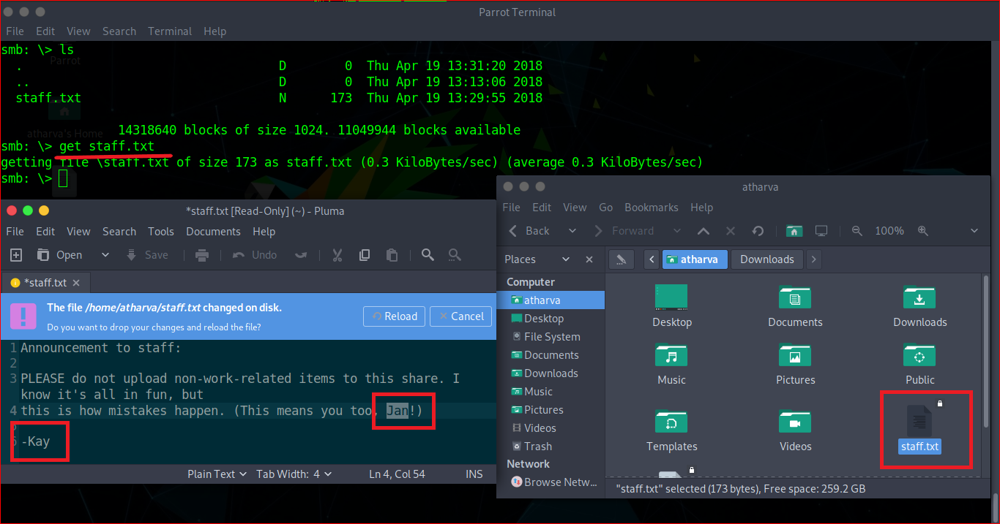 Parrot Terminal
File Edit View Search Terminal Help
smb: \> ls
Parrot
. D 0 Thu Apr 19 13:31:20 2018
.. D 0 Thu Apr 19 13:13:06 2018
staff.txt N 173 Thu Apr 19 13:29:55 2018
atharva's Home
14318640 blocks of size 1024. 11049944 blocks available
smb: \> get staff.txt
getting file \staff.txt of size 173 as staff.txt (0.3 KiloBytes/sec) (average 0.3 KiloBytes/sec)
smb: \>
*staff.txt [Read-Only] (~) - Pluma
File Edit View Search Tools Documents Help
Open Save Undo
*staff.txt
The file /home/atharva/staff.txt changed on disk.
Do you want to drop your changes and reload the file?
Reload Cancel
1 Announcement to staff:
2
3 PLEASE do not upload non-work-related items to this share. I
know it's all in fun, but
4 this is how mistakes happen. (This means you too, Jan!)
5
6 -Kay
Plain Text Tab Width: 4 Ln 4, Col 54 INS
atharva
File Edit View Go Bookmarks Help
Back Forward 100%
Places
atharva Downloads
Computer
atharva
Desktop
File System
Documents
Downloads
Music
Pictures
Videos
Trash
Network
Browse Netw...
Desktop Documents Downloads
Music Pictures Public
Templates Videos staff.txt
"staff.txt" selected (173 bytes), Free space: 259.2 GB